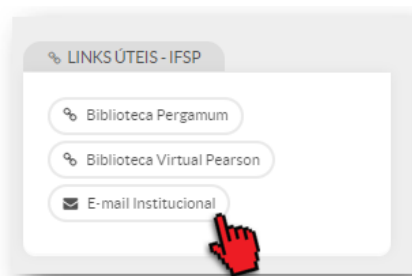 LINKS ÚTEIS - IFSP
Biblioteca Pergamum
Biblioteca Virtual Pearson
E-mail Institucional